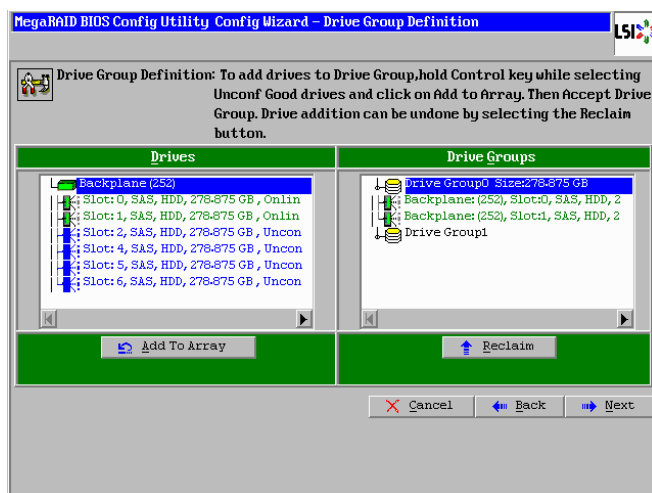 MegaRAID BIOS Config Utility Config Wizard – Drive Group Definition
LSI
Drive Group Definition: To add drives to Drive Group,hold Control key while selecting
Unconf Good drives and click on Add to Array. Then Accept Drive
Group. Drive addition can be undone by selecting the Reclaim
button.
Drives
Backplane (252)
Slot: 0, SAS, HDD, 278.875 GB , Onlin
Slot: 1, SAS, HDD, 278.875 GB , Onlin
Slot: 2, SAS, HDD, 278.875 GB , Uncon
Slot: 4, SAS, HDD, 278.875 GB , Uncon
Slot: 5, SAS, HDD, 278.875 GB , Uncon
Slot: 6, SAS, HDD, 278.875 GB , Uncon
Add To Array
Drive Groups
Drive Group0 Size:278.875 GB
Backplane: (252), Slot:0, SAS, HDD, 2
Backplane: (252), Slot:1, SAS, HDD, 2
Drive Group1
Reclaim
Cancel
Back
Next